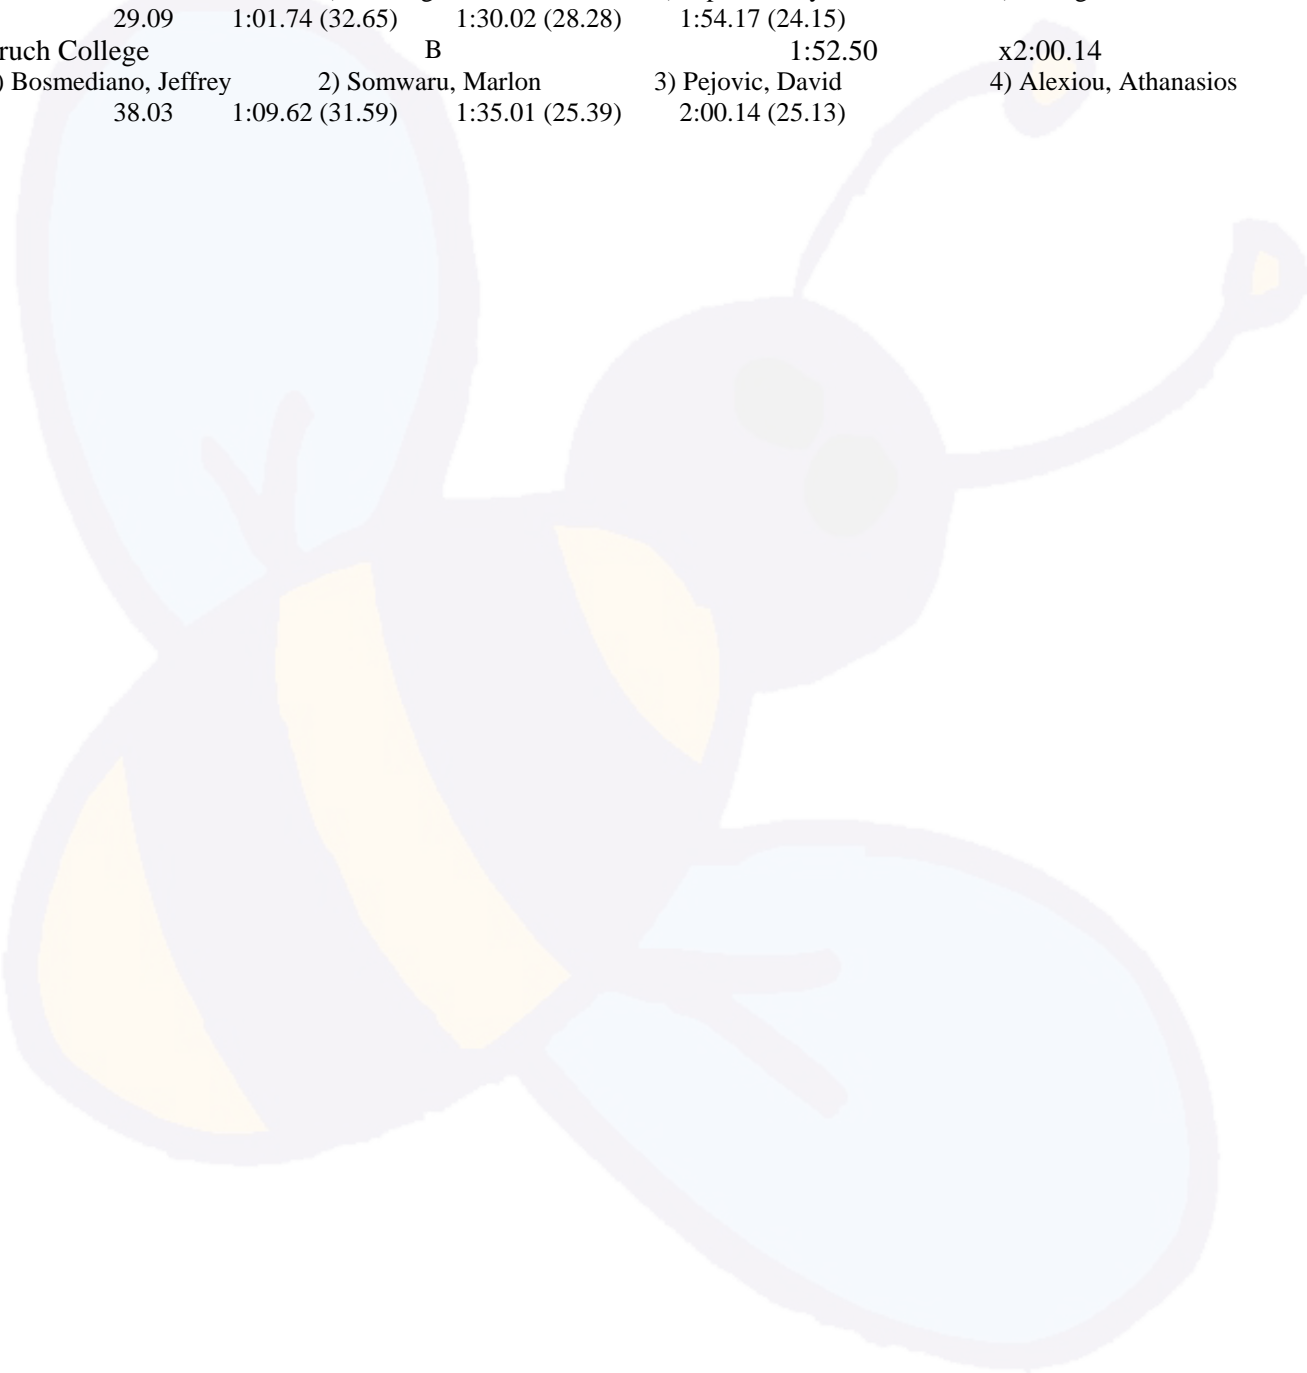 29.09 1:01.74 (32.65) 1:30.02 (28.28) 1:54.17 (24.15)
ruch College B 1:52.50 x2:00.14
) Bosmediano, Jeffrey 2) Somwaru, Marlon 3) Pejovic, David 4) Alexiou, Athanasios
38.03 1:09.62 (31.59) 1:35.01 (25.39) 2:00.14 (25.13)